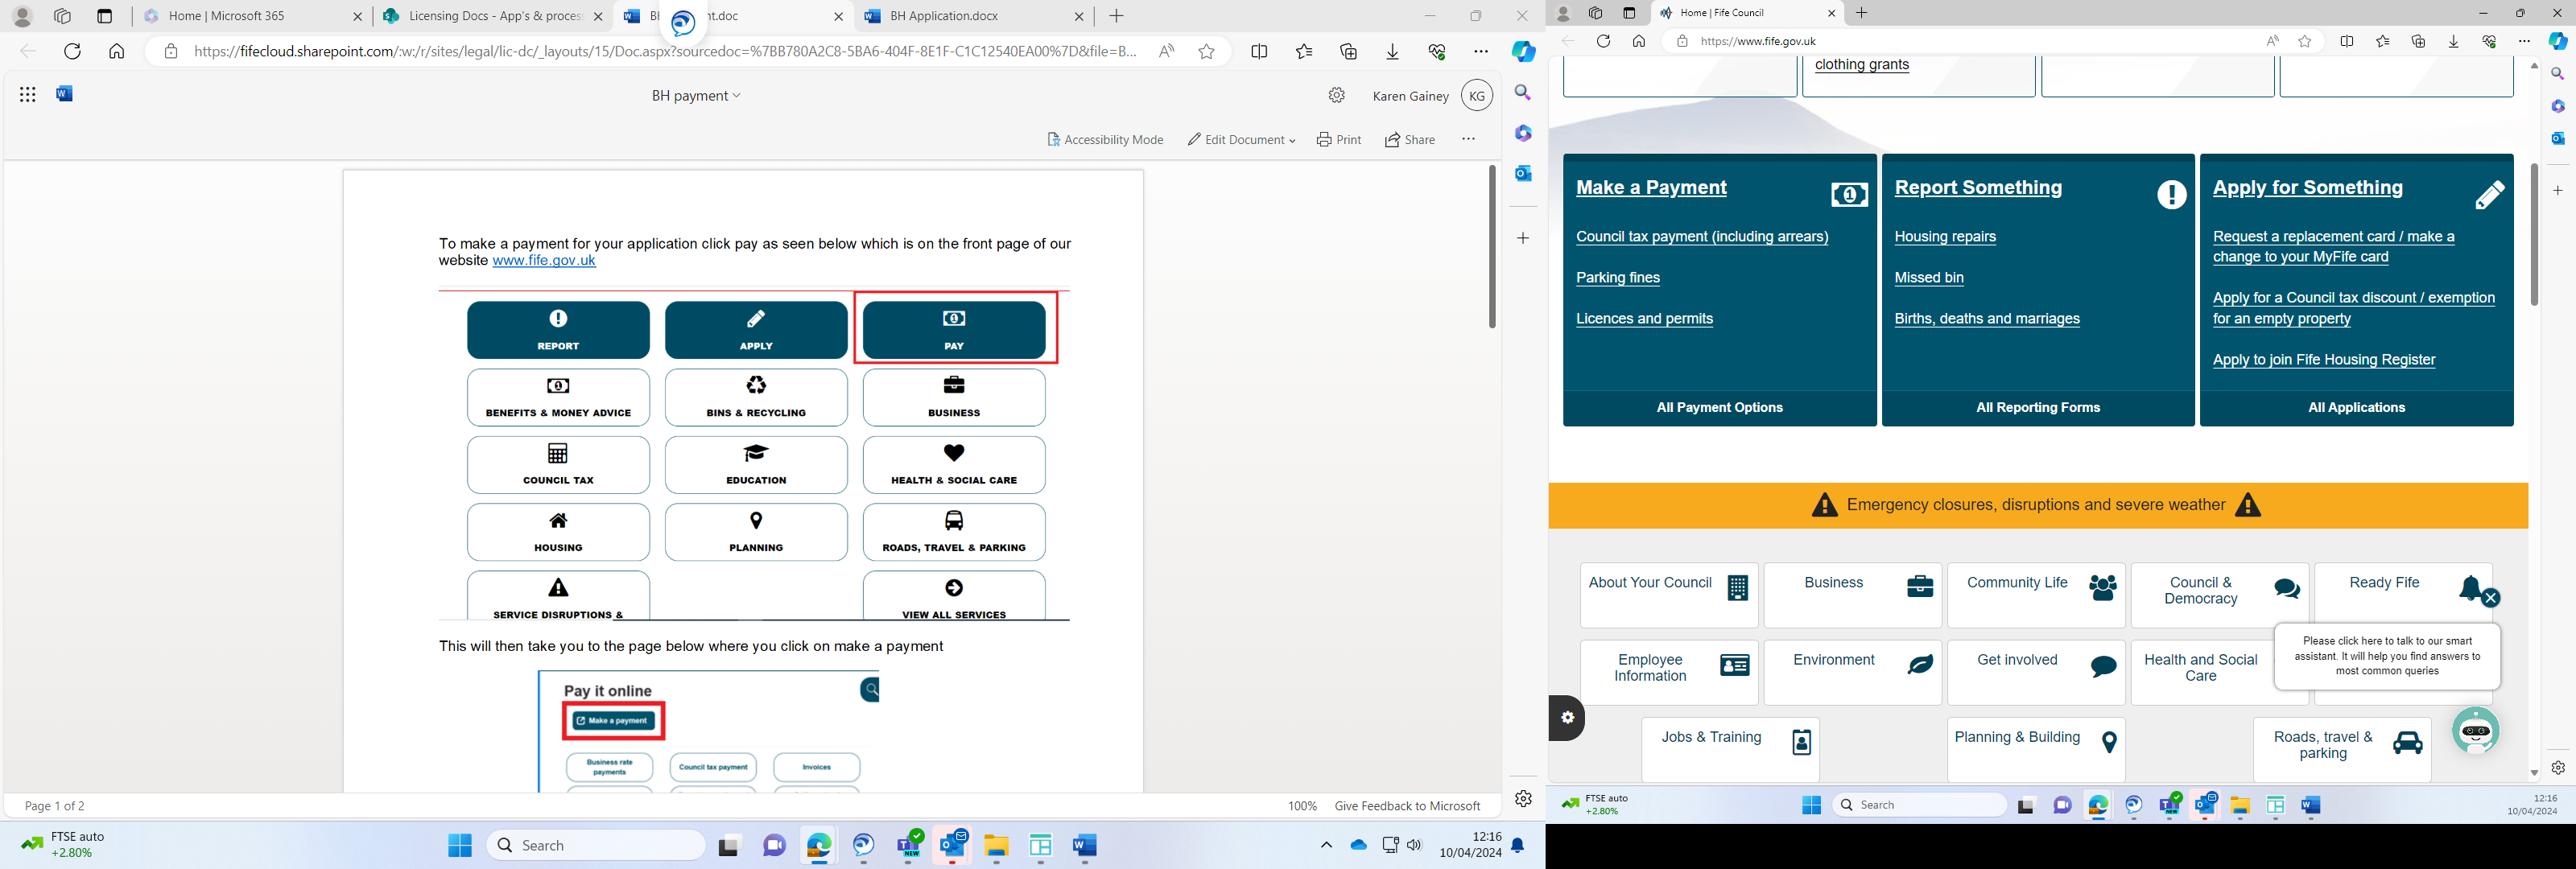 Home | Microsoft 365
Licensing Docs - App's & proces
nt.doc
BH Application.docx
https://fifecloud.sharepoint.com/:w:/r/sites/legal/lic-dc/_layouts/15/Doc.aspx?sourcedoc=%7BB780A2C8-5BA6-404F-8E1F-C1C12540EA00%7D&file=B...
BH payment
Karen Gainey
KG
Accessibility Mode
Edit Document
Print
Share
To make a payment for your application click pay as seen below which is on the front page of our
website www.fife.gov.uk
REPORT
APPLY
PAY
BENEFITS & MONEY ADVICE
BINS & RECYCLING
BUSINESS
COUNCIL TAX
EDUCATION
HEALTH & SOCIAL CARE
HOUSING
PLANNING
ROADS, TRAVEL & PARKING
SERVICE DISRUPTIONS &
VIEW ALL SERVICES
This will then take you to the page below where you click on make a payment
Pay it online
Make a payment
Business rate
payments
Council tax payment
Invoices
Page 1 of 2
100%
Give Feedback to Microsoft
FTSE auto
+2.80%
Search
NEW
12:16
10/04/2024
Home | Fife Council
https://www.fife.gov.uk
clothing grants
Make a Payment
Council tax payment (including arrears)
Parking fines
Licences and permits
All Payment Options
Report Something
Housing repairs
Missed bin
Births, deaths and marriages
All Reporting Forms
Apply for Something
Request a replacement card / make a
change to your MyFife card
Apply for a Council tax discount / exemption
for an empty property
Apply to join Fife Housing Register
All Applications
Emergency closures, disruptions and severe weather
About Your Council
Business
Community Life
Council &
Democracy
Ready Fife
Employee
Information
Environment
Get involved
Health and Social
Care
Please click here to talk to our smart
assistant. It will help you find answers to
most common queries
Jobs & Training
Planning & Building
Roads, travel &
parking
FTSE auto
+2.80%
Search
12:16
10/04/2024